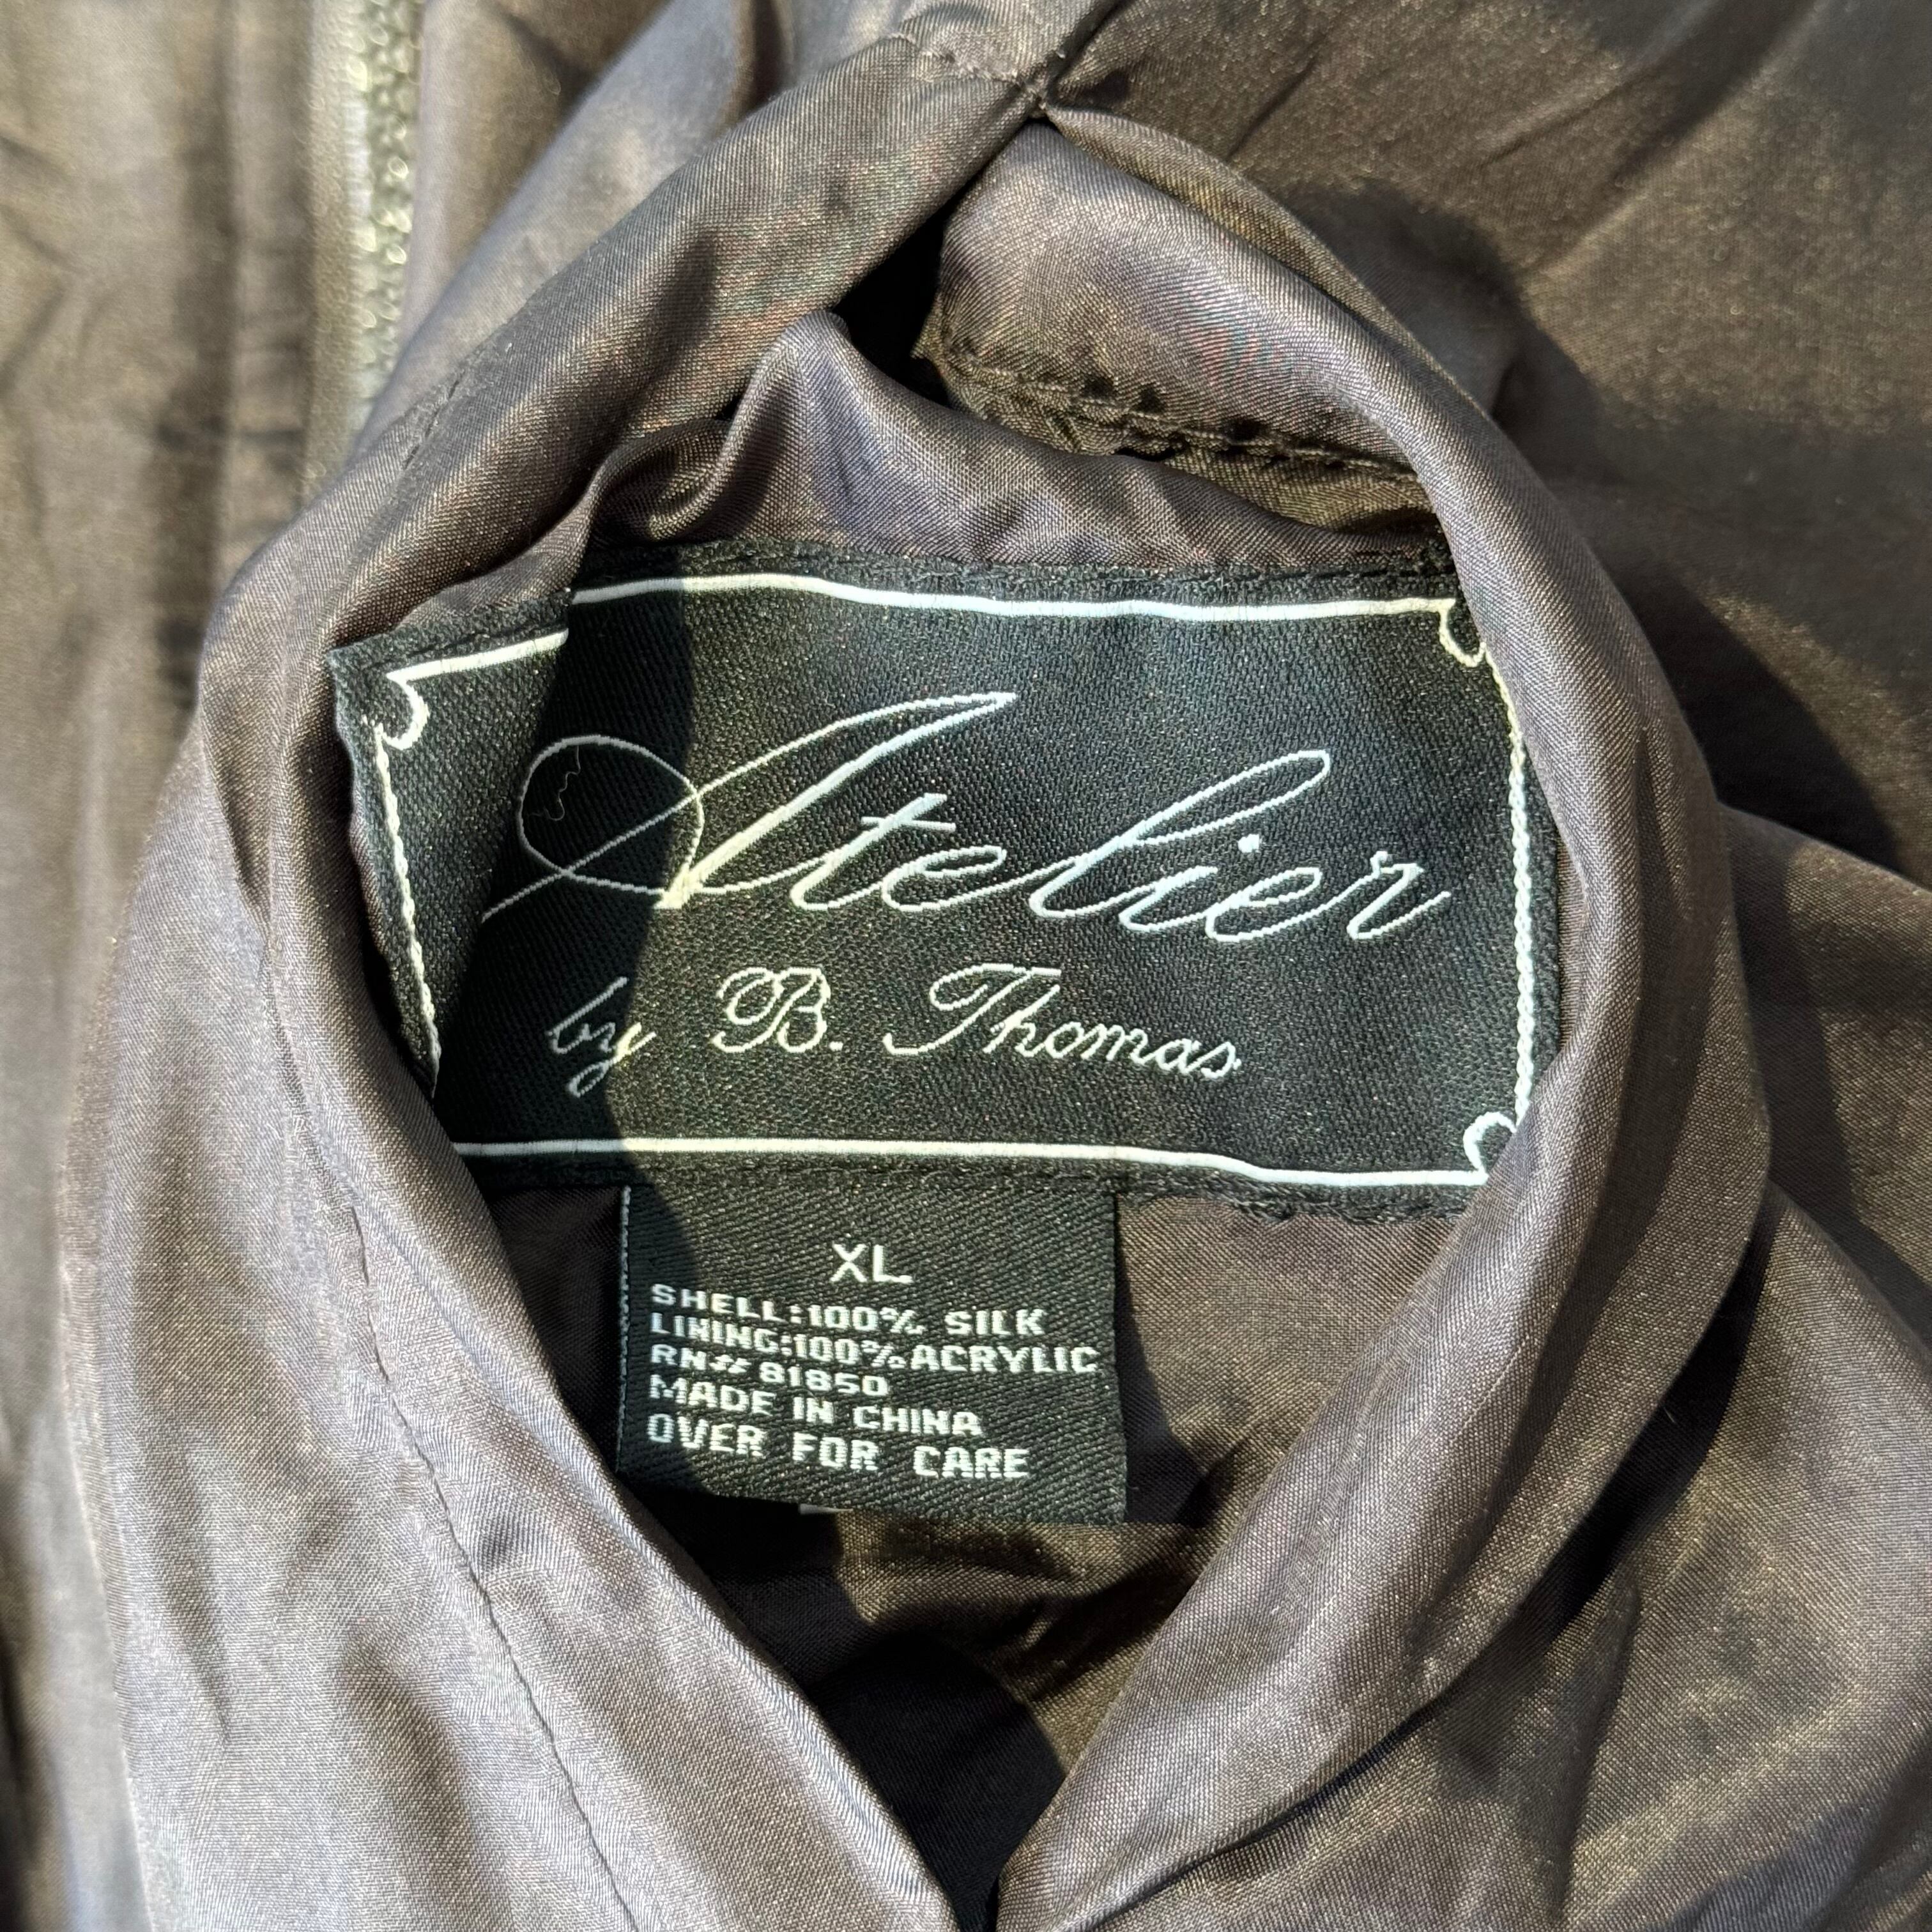 Atelier
by B. Thomas
XL
SHELL:100% SILK
LINING:100%ACRYLIC
RN# 81850
MADE IN CHINA
OVER FOR CARE